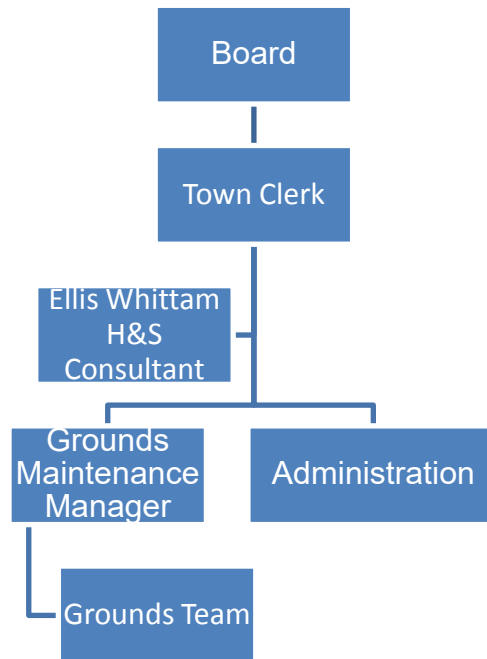 Board
Town Clerk
Ellis Whittam
H&S
Consultant
Grounds
Maintenance
Manager
Administration
Grounds Team